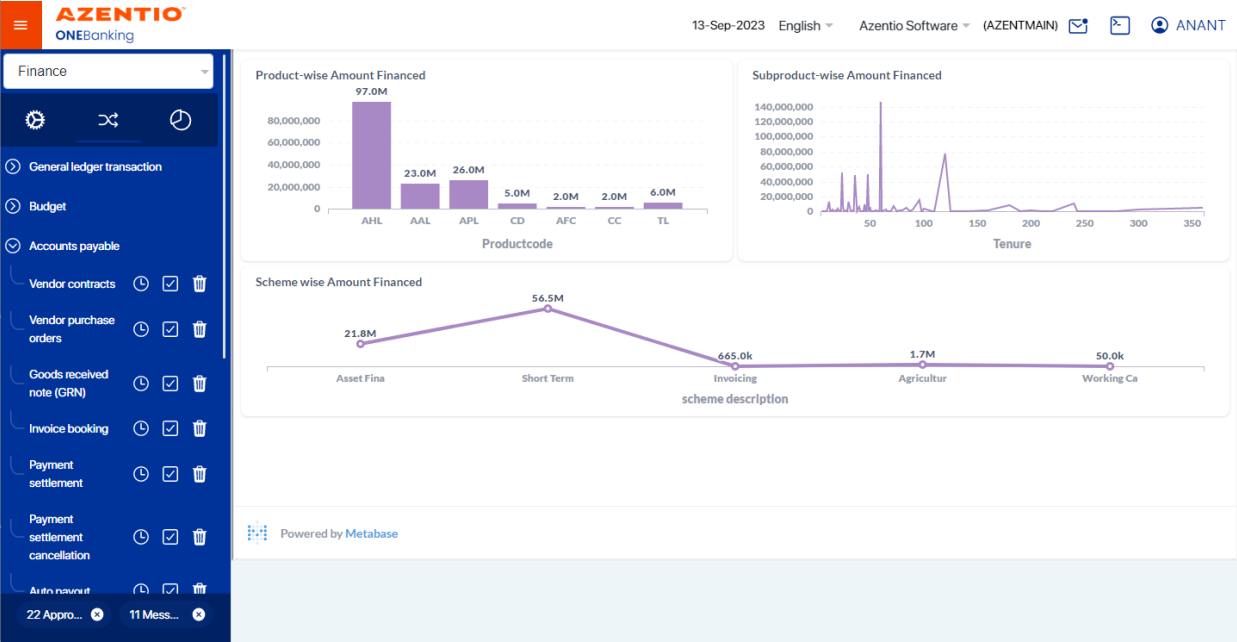 AZENTIO
ONEBanking
13-Sep-2023 English Azentio Software (AZENTMAIN) ANANT
Finance
General ledger transaction
Budget
Accounts payable
Vendor contracts
Vendor purchase
orders
Goods received
note (GRN)
Invoice booking
Payment
settlement
Payment
settlement
cancellation
Auto payout
22 Appro...
11 Mess...
Product-wise Amount Financed
97.0M
80,000,000
60,000,000
40,000,000
20,000,000
0
23.0M
26.0M
5.0M
2.0M
2.0M
6.0M
AHL AAL APL CD AFC CC TL
Productcode
Subproduct-wise Amount Financed
140,000,000
120,000,000
100,000,000
80,000,000
60,000,000
40,000,000
20,000,000
0
50 100 150 200 250 300 350
Tenure
Scheme wise Amount Financed
21.8M
56.5M
665.0k
1.7M
50.0k
Asset Fina Short Term Invoicing Agricultur Working Ca
scheme description
Powered by Metabase